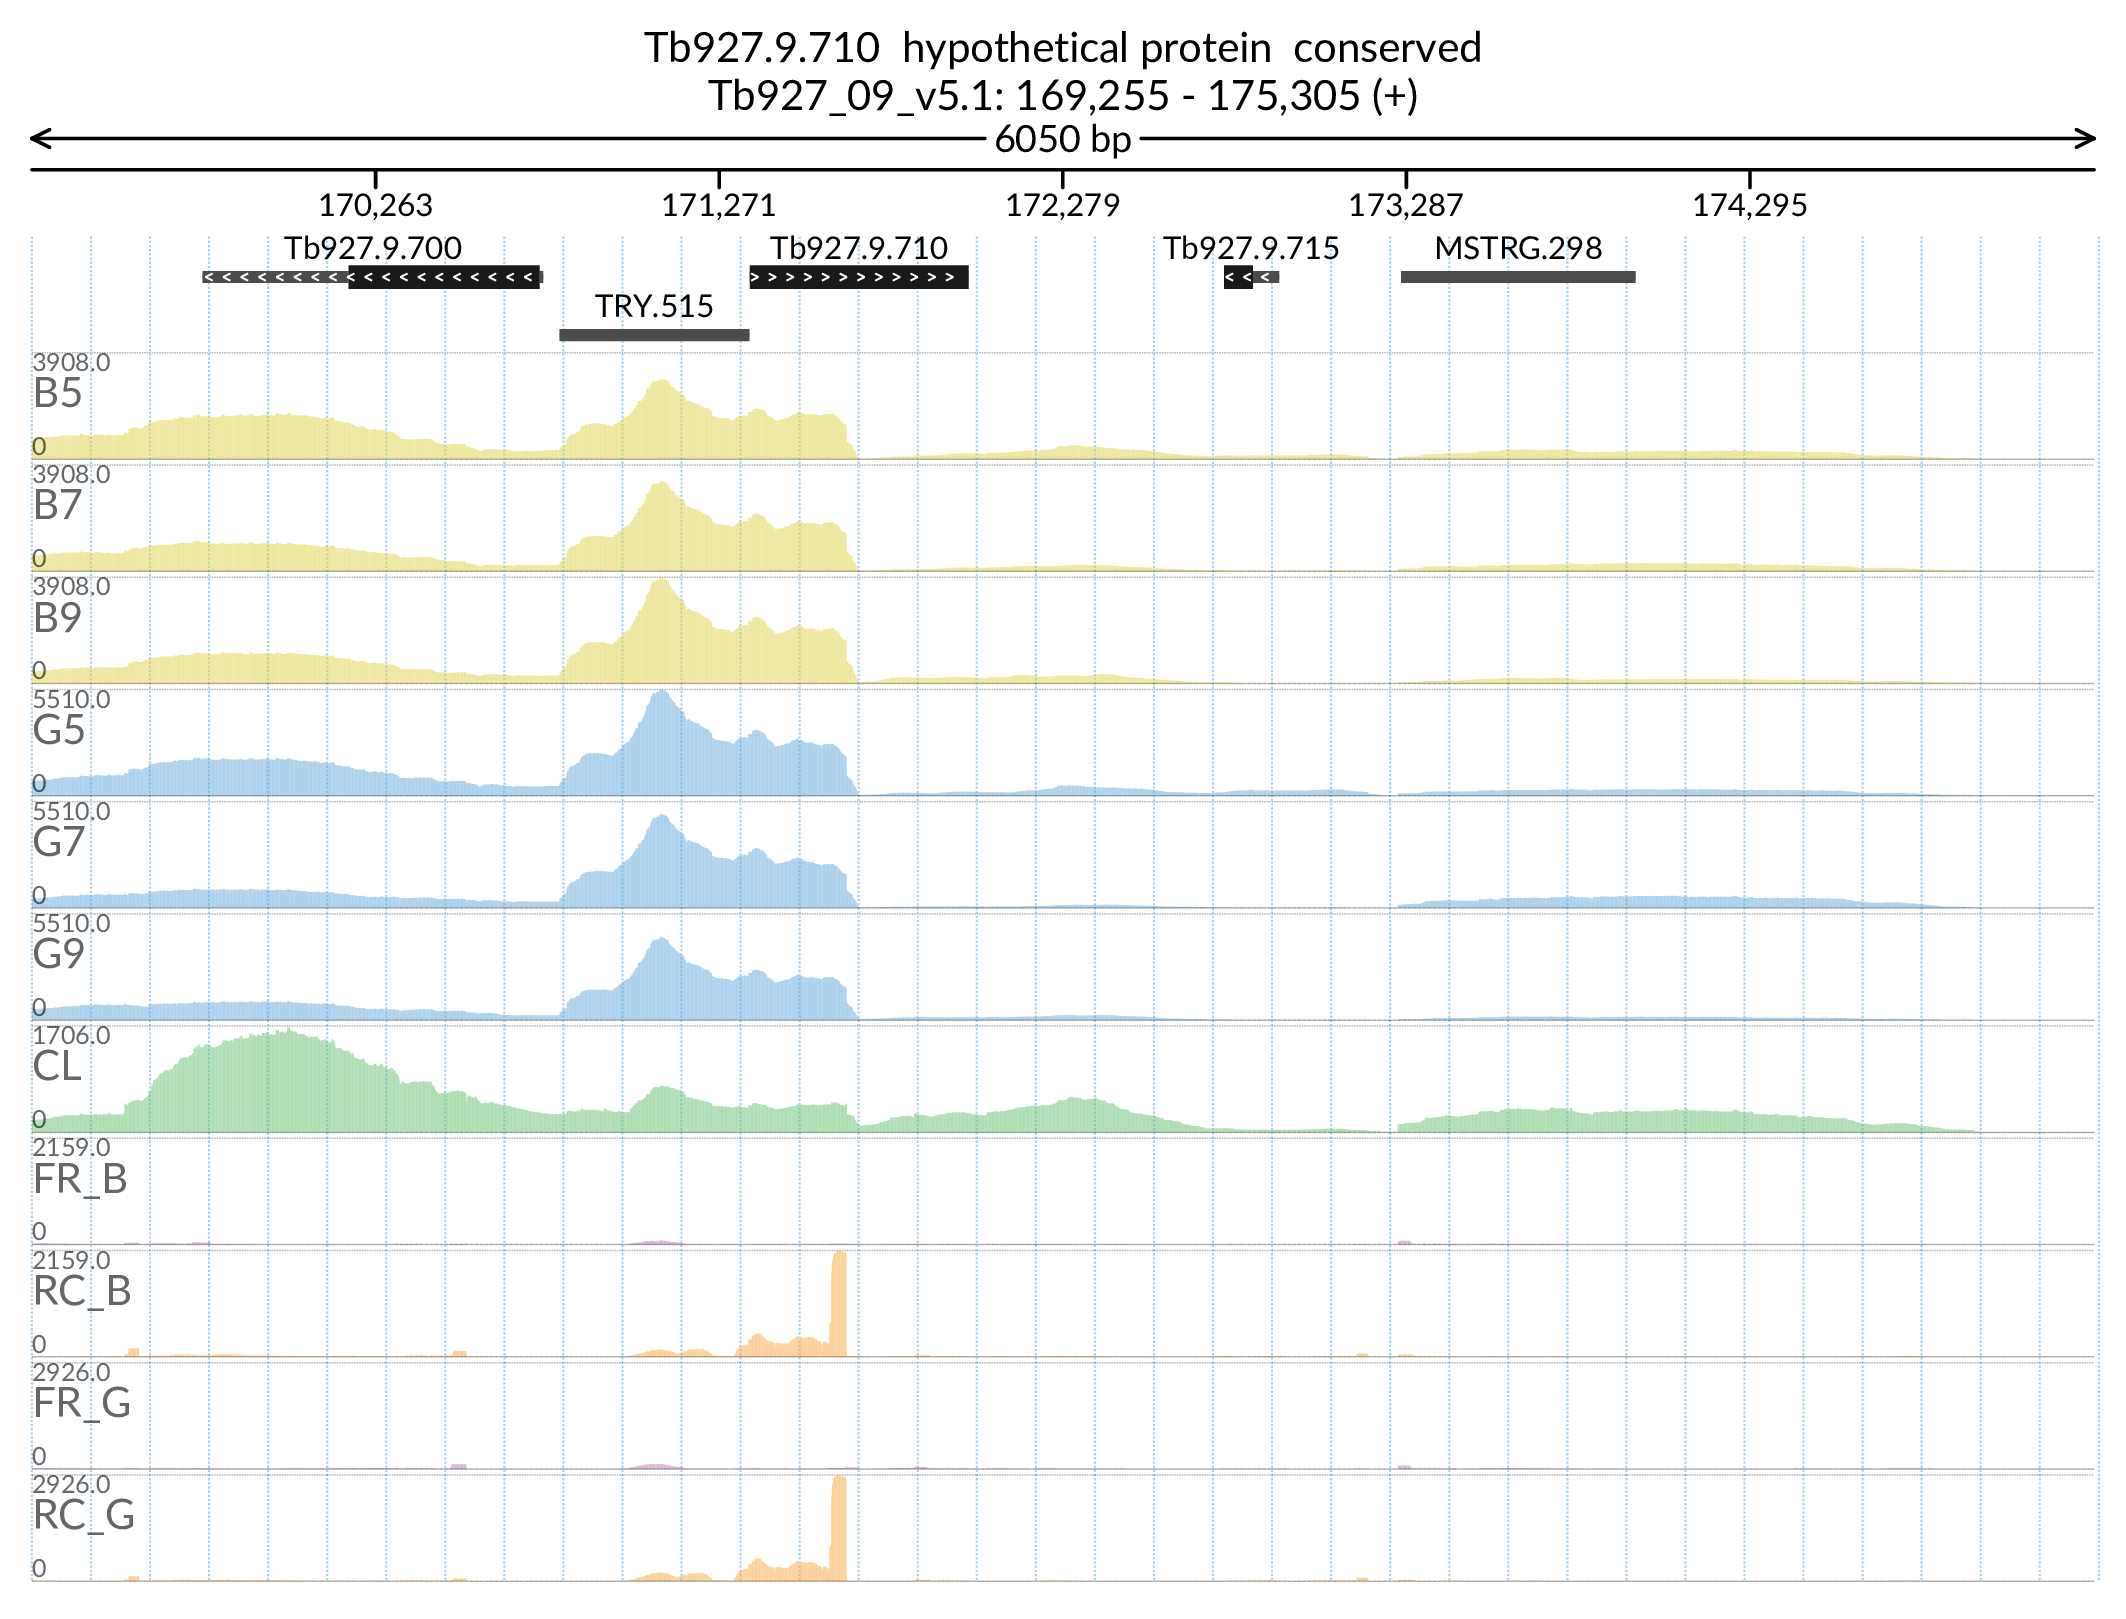 Tb927.9.710 hypothetical protein conserved
Tb927_09_v5.1: 169,255 - 175,305 (+)
6050 bp
170,263 171,271 172,279 173,287 174,295
Tb927.9.700 Tb927.9.710 Tb927.9.715 MSTRG.298
TRY.515
3908.0
B5
0
3908.0
B7
0
3908.0
B9
0
5510.0
G5
0
5510.0
G7
0
5510.0
G9
0
1706.0
CL
0
2159.0
FR_B
0
2159.0
RC_B
0
2926.0
FR_G
0
2926.0
RC_G
0